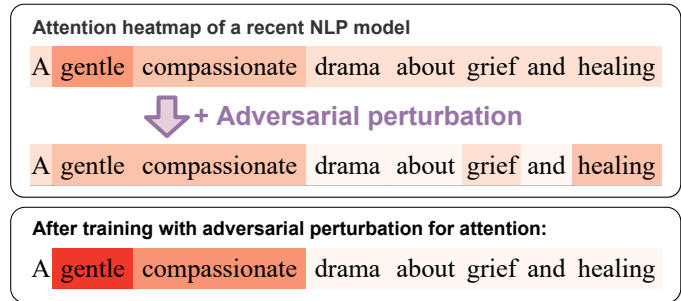 Attention heatmap of a recent NLP model
A gentle compassionate drama about grief and healing
+ Adversarial perturbation
A gentle compassionate drama about grief and healing
After training with adversarial perturbation for attention:
A gentle compassionate drama about grief and healing